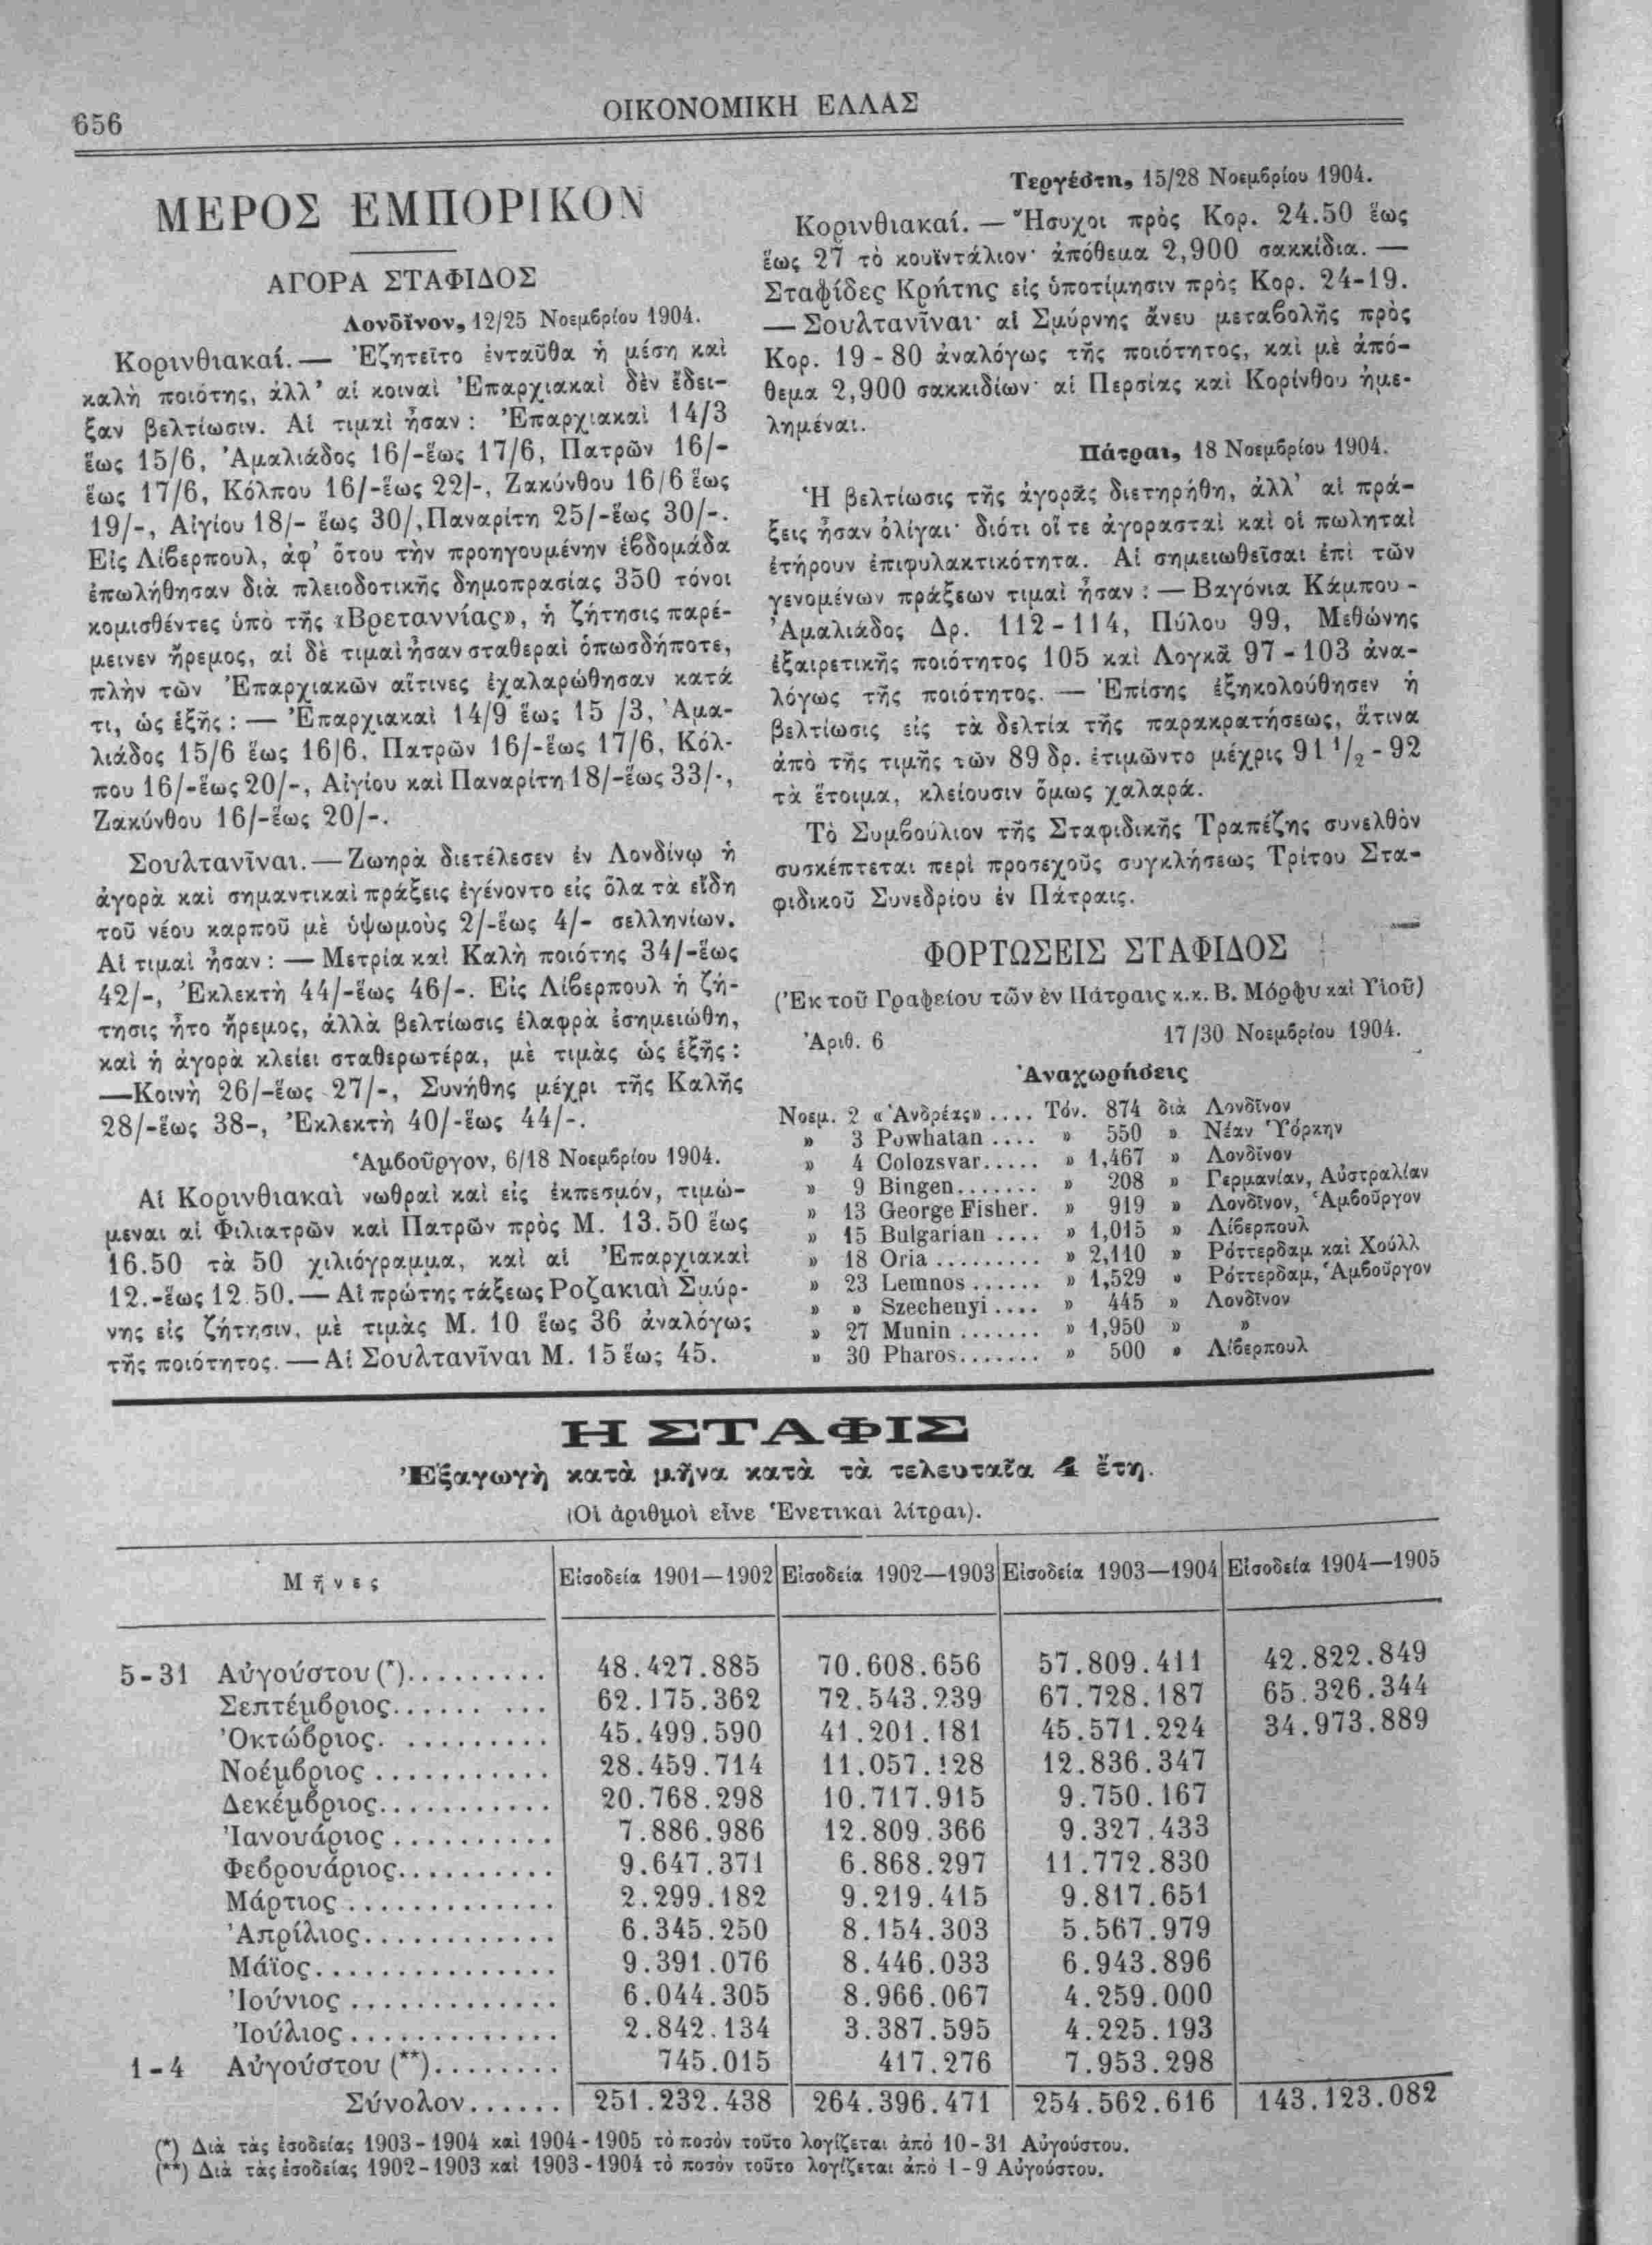 656
ΟΙΚΟΝΟΜΙΚΗ ΕΛΛΑΣ
ΜΕΡΟΣ ΕΜΠΟΡΙΚΟΝ
ΑΓΟΡΑ ΣΤΑΦΙΔΟΣ
Λονδῖνον, 12/25 Νοεμβρίου 1904.
Κορινθιακαί. — Ἐζητεῖτο ἐνταῦθα ἡ μέση καὶ
καλὴ ποιότης, ἀλλ’ αἱ κοιναὶ Ἐπαρχιακαὶ δὲν ἔδει-
ξαν βελτίωσιν. Αἱ τιμαὶ ἦσαν : Ἐπαρχιακαὶ 14/3
ἕως 15/6, Ἀμαλιάδος 16/-ἕως 17/6, Πατρῶν 16/-
ἕως 17/6, Κόλπου 16/-ἕως 22/-, Ζακύνθου 16/6 ἕως
19/-, Αἰγίου 18/- ἕως 30/,Παναρίτη 25/-ἕως 30/-.
Εἰς Λίβερπουλ, ἀφ’ ὅτου τὴν προηγουμένην ἑβδομάδα
ἐπωλήθησαν διὰ πλειοδοτικῆς δημοπρασίας 350 τόνοι
κομισθέντες ὑπὸ τῆς «Βρεταννίας», ἡ ζήτησις παρέ-
μεινεν ἤρεμος, αἱ δὲ τιμαὶ ἦσαν σταθεραὶ ὁπωσδήποτε,
πλὴν τῶν Ἐπαρχιακῶν αἵτινες ἐχαλαρώθησαν κατά
τι, ὡς ἑξῆς : — Ἐπαρχιακαὶ 14/9 ἕως 15 /3, Ἀμα-
λιάδος 15/6 ἕως 16/6, Πατρῶν 16/-ἕως 17/6, Κόλ-
που 16/-ἕως 20/-, Αἰγίου καὶ Παναρίτη 18/-ἕως 33/-,
Ζακύνθου 16/-ἕως 20/-.
Σουλτανῖναι. — Ζωηρὰ διετέλεσεν ἐν Λονδίνῳ ἡ
ἀγορὰ καὶ σημαντικαὶ πράξεις ἐγένοντο εἰς ὅλα τὰ εἴδη
τοῦ νέου καρποῦ μὲ ὑψωμοὺς 2/-ἕως 4/- σελληνίων.
Αἱ τιμαὶ ἦσαν : — Μετρία καὶ Καλὴ ποιότης 34/-ἕως
42/-, Ἐκλεκτὴ 44/-ἕως 46/-. Εἰς Λίβερπουλ ἡ ζή-
τησις ἦτο ἤρεμος, ἀλλὰ βελτίωσις ἐλαφρὰ ἐσημειώθη,
καὶ ἡ ἀγορὰ κλείει σταθερωτέρα, μὲ τιμὰς ὡς ἑξῆς :
—Κοινὴ 26/-ἕως 27/-, Συνήθης μέχρι τῆς Καλῆς
28/-ἕως 38-, Ἐκλεκτὴ 40/-ἕως 44/-.
Ἁμβοῦργον, 6/18 Νοεμβρίου 1904.
Αἱ Κορινθιακαὶ νωθραὶ καὶ εἰς ἐκπεσμόν, τιμώ-
μεναι αἱ Φιλιατρῶν καὶ Πατρῶν πρὸς Μ. 13.50 ἕως
16.50 τὰ 50 χιλιόγραμμα, καὶ αἱ Ἐπαρχιακαὶ
12.-ἕως 12.50. — Αἱ πρώτης τάξεως Ροζακιαὶ Σμύρ-
νης εἰς ζήτησιν, μὲ τιμὰς Μ. 10 ἕως 36 ἀναλόγως
τῆς ποιότητος. — Αἱ Σουλτανῖναι Μ. 15 ἕως 45.
Τεργέστη, 15/28 Νοεμβρίου 1904.
Κορινθιακαί. — Ἥσυχοι πρὸς Κορ. 24.50 ἕως
ἕως 27 τὸ κουϊντάλιον· ἀπόθεμα 2,900 σακκίδια. —
Σταφίδες Κρήτης εἰς ὑποτίμησιν πρὸς Κορ. 24-19.
— Σουλτανῖναι· αἱ Σμύρνης ἄνευ μεταβολῆς πρὸς
Κορ. 19 - 80 ἀναλόγως τῆς ποιότητος, καὶ μὲ ἀπό-
θεμα 2,900 σακκιδίων· αἱ Περσίας καὶ Κορίνθου ἠμε-
λημέναι.
Πάτραι, 18 Νοεμβρίου 1904.
Ἡ βελτίωσις τῆς ἀγορᾶς διετηρήθη, ἀλλ’ αἱ πρά-
ξεις ἦσαν ὀλίγαι· διότι οἵ τε ἀγορασταὶ καὶ οἱ πωληταὶ
ἐτήρουν ἐπιφυλακτικότητα. Αἱ σημειωθεῖσαι ἐπὶ τῶν
γενομένων πράξεων τιμαὶ ἦσαν : — Βαγόνια Κάμπου -
Ἀμαλιάδος Δρ. 112 - 114, Πύλου 99, Μεθώνης
ἐξαιρετικῆς ποιότητος 105 καὶ Λογκᾶ 97 - 103 ἀνα-
λόγως τῆς ποιότητος. — Ἐπίσης ἐξηκολούθησεν ἡ
βελτίωσις εἰς τὰ δελτία τῆς παρακρατήσεως, ἅτινα
ἀπὸ τῆς τιμῆς τῶν 89 δρ. ἐτιμῶντο μέχρις 91 1/2 - 92
τὰ ἕτοιμα, κλείουσιν ὅμως χαλαρά.
Τὸ Συμβούλιον τῆς Σταφιδικῆς Τραπέζης συνελθὸν
συσκέπτεται περὶ προσεχοῦς συγκλήσεως Τρίτου Στα-
φιδικοῦ Συνεδρίου ἐν Πάτραις.
ΦΟΡΤΩΣΕΙΣ ΣΤΑΦΙΔΟΣ
(Ἐκ τοῦ Γραφείου τῶν ἐν Πάτραις κ.κ. Β. Μόρφυ καὶ Υἱοῦ)
Ἀριθ. 6 17/30 Νοεμβρίου 1904.
Ἀναχωρήσεις
Νοεμ. 2 «Ἀνδρέας» .... Τόν. 874 διὰ Λονδῖνον
» 3 Powhatan .... » 550 » Νέαν Ὑόρκην
» 4 Colozsvar..... » 1,467 » Λονδῖνον
» 9 Bingen....... » 208 » Γερμανίαν, Αὐστραλίαν
» 13 George Fisher. » 919 » Λονδῖνον, Ἁμβοῦργον
» 15 Bulgarian .... » 1,015 » Λίβερπουλ
» 18 Oria ......... » 2,110 » Ρόττερδαμ καὶ Χούλλ
» 23 Lemnos ...... » 1,529 » Ρόττερδαμ, Ἁμβοῦργον
» » Szechenyi .... » 445 » Λονδῖνον
» 27 Munin ....... » 1,950 » »
» 30 Pharos....... » 500 » Λίβερπουλ
Η ΣΤΑΦΙΣ
Ἐξαγωγὴ κατὰ μῆνα κατὰ τὰ τελευταῖα 4 ἔτη.
(Οἱ ἀριθμοὶ εἶνε Ἑνετικαὶ λίτραι).
Μῆνες Εἰσοδεία 1901—1902 Εἰσοδεία 1902—1903 Εἰσοδεία 1903—1904 Εἰσοδεία 1904—1905
5-31 Αὐγούστου (*)......... 48.427.885 70.608.656 57.809.411 42.822.849
Σεπτέμβριος...... ... 62.175.362 72.543.239 67.728.187 65.326.344
Ὀκτώβριος. ......... 45.499.590 41.201.181 45.571.224 34.973.889
Νοέμβριος ........... 28.459.714 11.057.128 12.836.347
Δεκέμβριος........... 20.768.298 10.717.915 9.750.167
Ἰανουάριος .......... 7.886.986 12.809.366 9.327.433
Φεβρουάριος.......... 9.647.371 6.868.297 11.772.830
Μάρτιος ............. 2.299.182 9.219.415 9.817.651
Ἀπρίλιος............ 6.345.250 8.154.303 5.567.979
Μάϊος............... 9.391.076 8.446.033 6.943.896
Ἰούνιος ............. 6.044.305 8.966.067 4.259.000
Ἰούλιος............. 2.842.134 3.387.595 4.225.193
1-4 Αὐγούστου (**)........ 745.015 417.276 7.953.298
Σύνολον...... 251.232.438 264.396.471 254.562.616 143.123.082
(*) Διὰ τὰς ἐσοδείας 1903-1904 καὶ 1904-1905 τὸ ποσὸν τοῦτο λογίζεται ἀπὸ 10-31 Αὐγούστου.
(**) Διὰ τὰς ἐσοδείας 1902-1903 καὶ 1903-1904 τὸ ποσὸν τοῦτο λογίζεται ἀπὸ 1-9 Αὐγούστου.